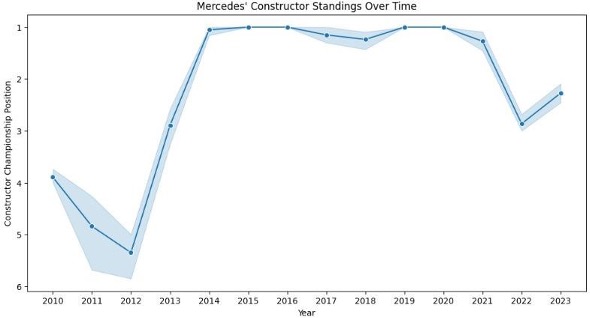 Mercedes' Constructor Standings Over Time
Constructor Championship Position
1
2
3
4
5
6
2010 2011 2012 2013 2014 2015 2016 2017 2018 2019 2020 2021 2022 2023
Year